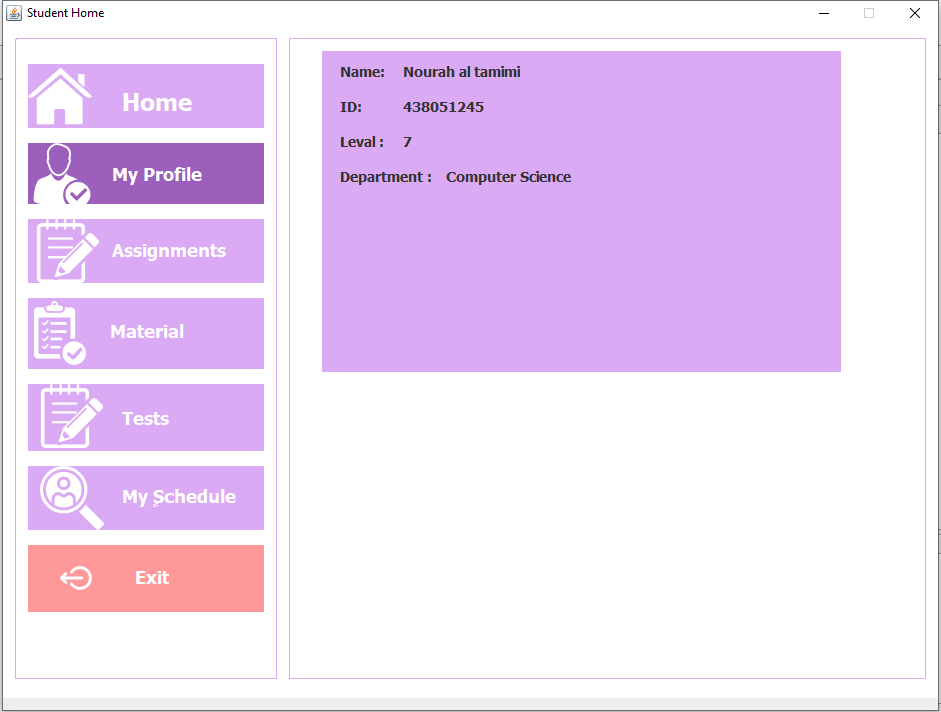 Student Home
Home
My Profile
Assignments
Material
Tests
My Schedule
Exit
Name: Nourah al tamimi
ID: 438051245
Leval : 7
Department : Computer Science